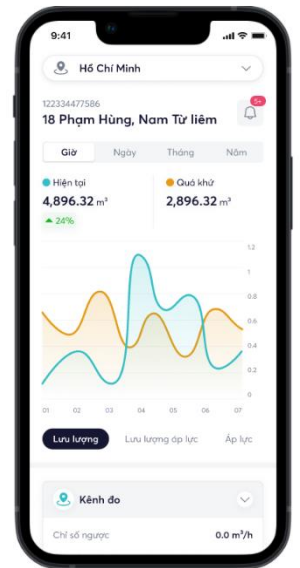 9:41
Hồ Chí Minh
122334477586
5+
18 Phạm Hùng, Nam Từ liêm
Giờ Ngày Tháng Năm
Hiện tại Quá khứ
4,896.32 m³ 2,896.32 m³
24%
1.2
1
0.8
0.6
0.4
0.2
0
01 02 03 04 05 06 07
Lưu lượng Lưu lượng áp lực Áp lực
Kênh đo
Chỉ số ngược 0.0 m³/h